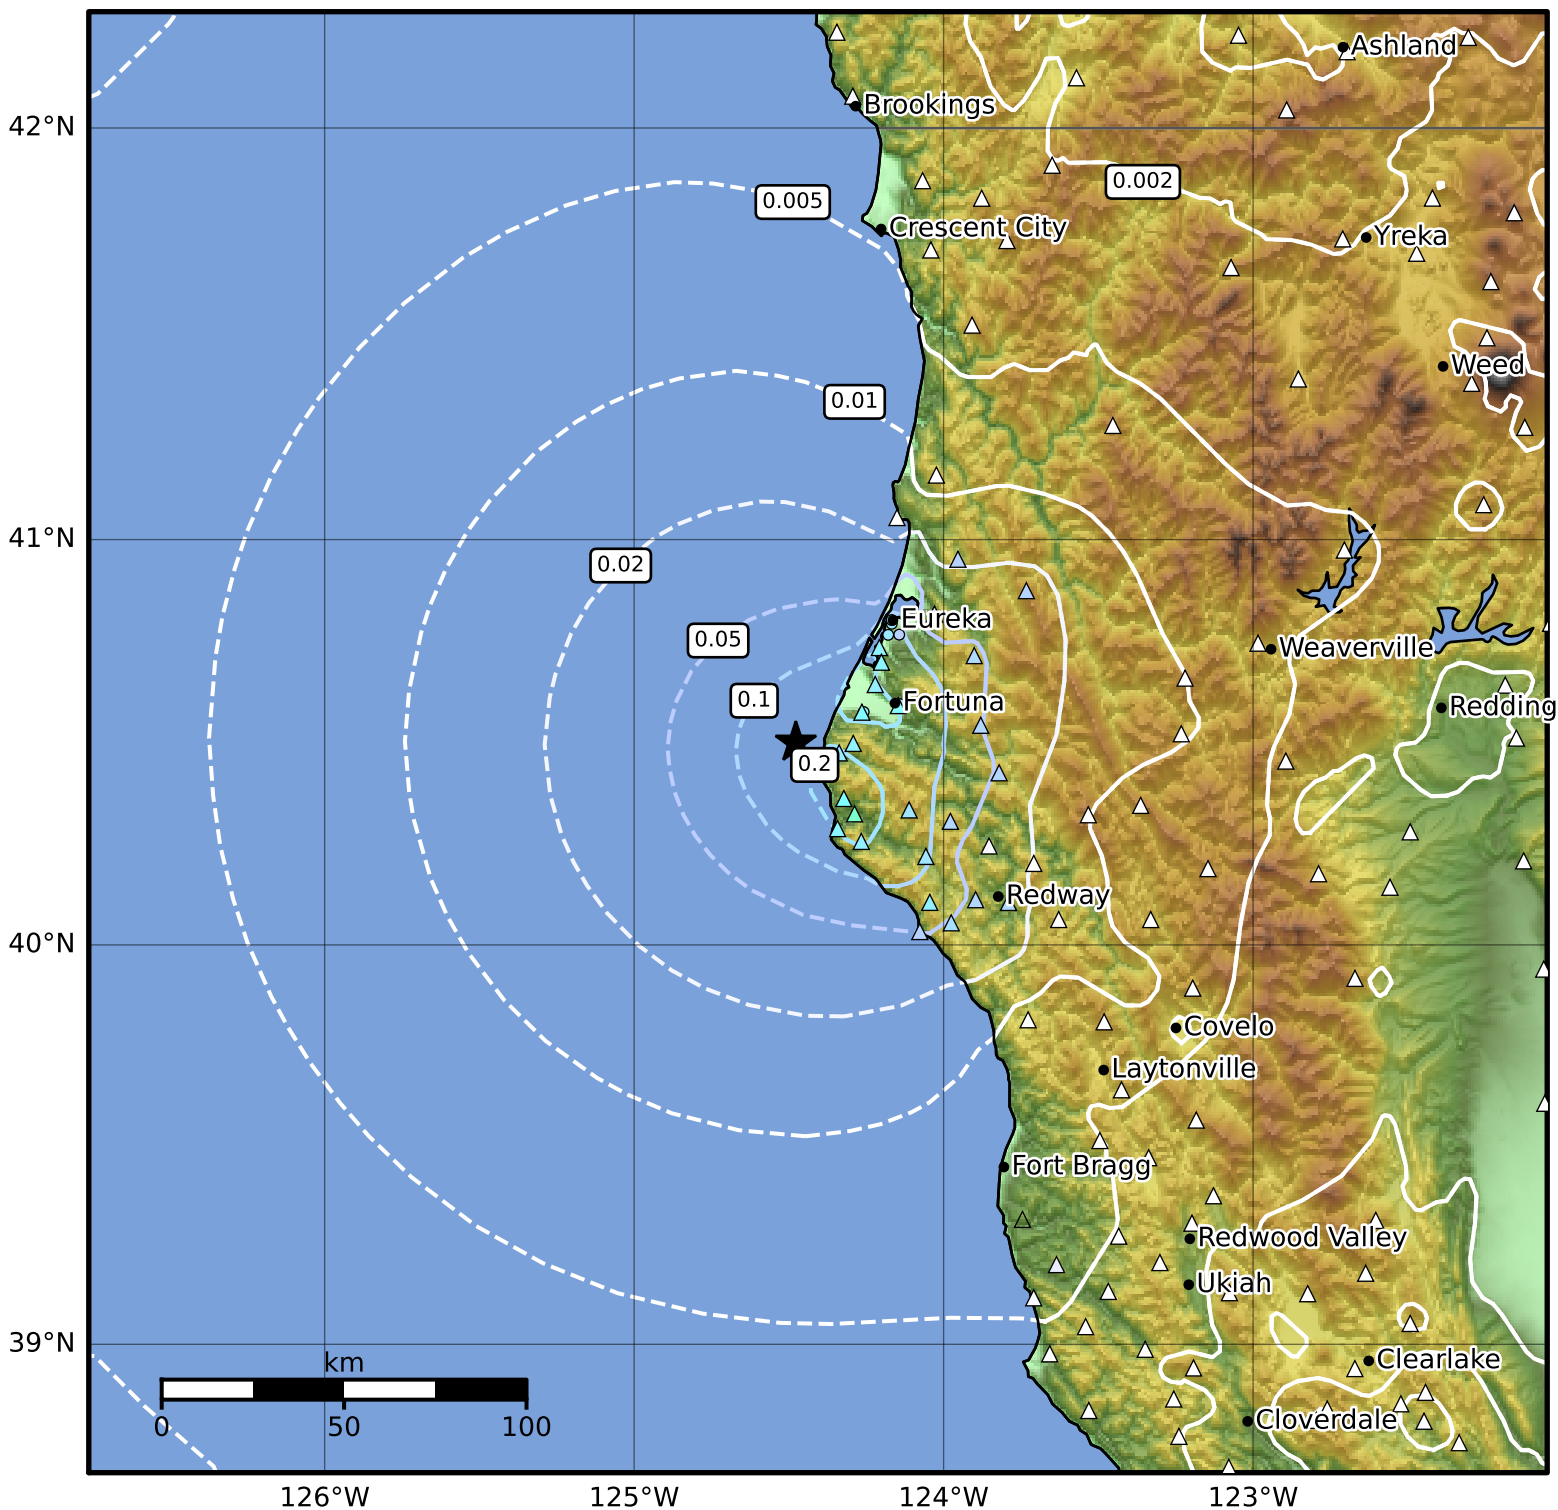 Ashland
Brookings
42°N
0.002
0.005
Crescent City
Yreka
Weed
0.01
41°N
0.02
Eureka
0.05
Weaverville
0.1
Fortuna
Redding
0.2
Redway
40°N
Covelo
Laytonville
Fort Bragg
Redwood Valley
Ukiah
39°N
km
Clearlake
0 50 100
Cloverdale
126°W 125°W 124°W 123°W